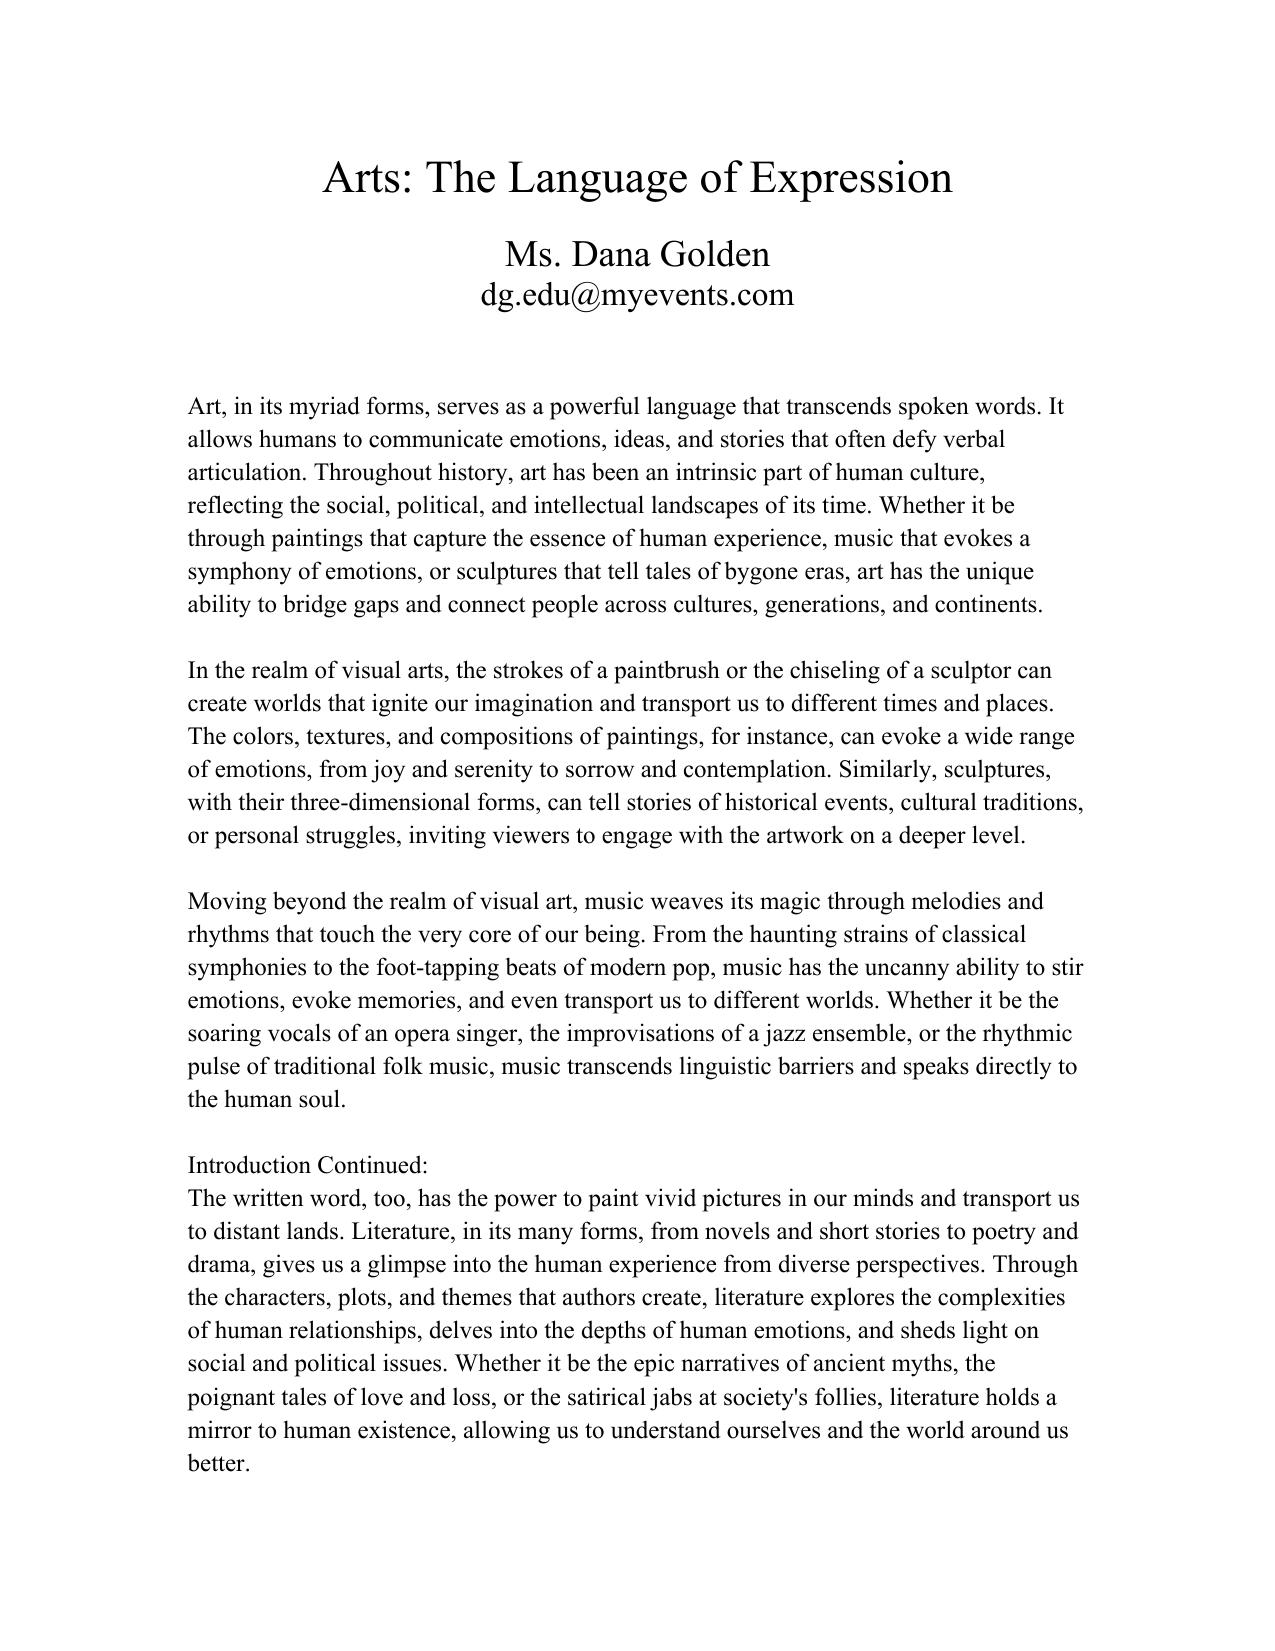 Arts: The Language of Expression
Ms. Dana Golden
dg.edu@myevents.com
Art, in its myriad forms, serves as a powerful language that transcends spoken words. It
allows humans to communicate emotions, ideas, and stories that often defy verbal
articulation. Throughout history, art has been an intrinsic part of human culture,
reflecting the social, political, and intellectual landscapes of its time. Whether it be
through paintings that capture the essence of human experience, music that evokes a
symphony of emotions, or sculptures that tell tales of bygone eras, art has the unique
ability to bridge gaps and connect people across cultures, generations, and continents.
In the realm of visual arts, the strokes of a paintbrush or the chiseling of a sculptor can
create worlds that ignite our imagination and transport us to different times and places.
The colors, textures, and compositions of paintings, for instance, can evoke a wide range
of emotions, from joy and serenity to sorrow and contemplation. Similarly, sculptures,
with their three-dimensional forms, can tell stories of historical events, cultural traditions,
or personal struggles, inviting viewers to engage with the artwork on a deeper level.
Moving beyond the realm of visual art, music weaves its magic through melodies and
rhythms that touch the very core of our being. From the haunting strains of classical
symphonies to the foot-tapping beats of modern pop, music has the uncanny ability to stir
emotions, evoke memories, and even transport us to different worlds. Whether it be the
soaring vocals of an opera singer, the improvisations of a jazz ensemble, or the rhythmic
pulse of traditional folk music, music transcends linguistic barriers and speaks directly to
the human soul.
Introduction Continued:
The written word, too, has the power to paint vivid pictures in our minds and transport us
to distant lands. Literature, in its many forms, from novels and short stories to poetry and
drama, gives us a glimpse into the human experience from diverse perspectives. Through
the characters, plots, and themes that authors create, literature explores the complexities
of human relationships, delves into the depths of human emotions, and sheds light on
social and political issues. Whether it be the epic narratives of ancient myths, the
poignant tales of love and loss, or the satirical jabs at society's follies, literature holds a
mirror to human existence, allowing us to understand ourselves and the world around us
better.